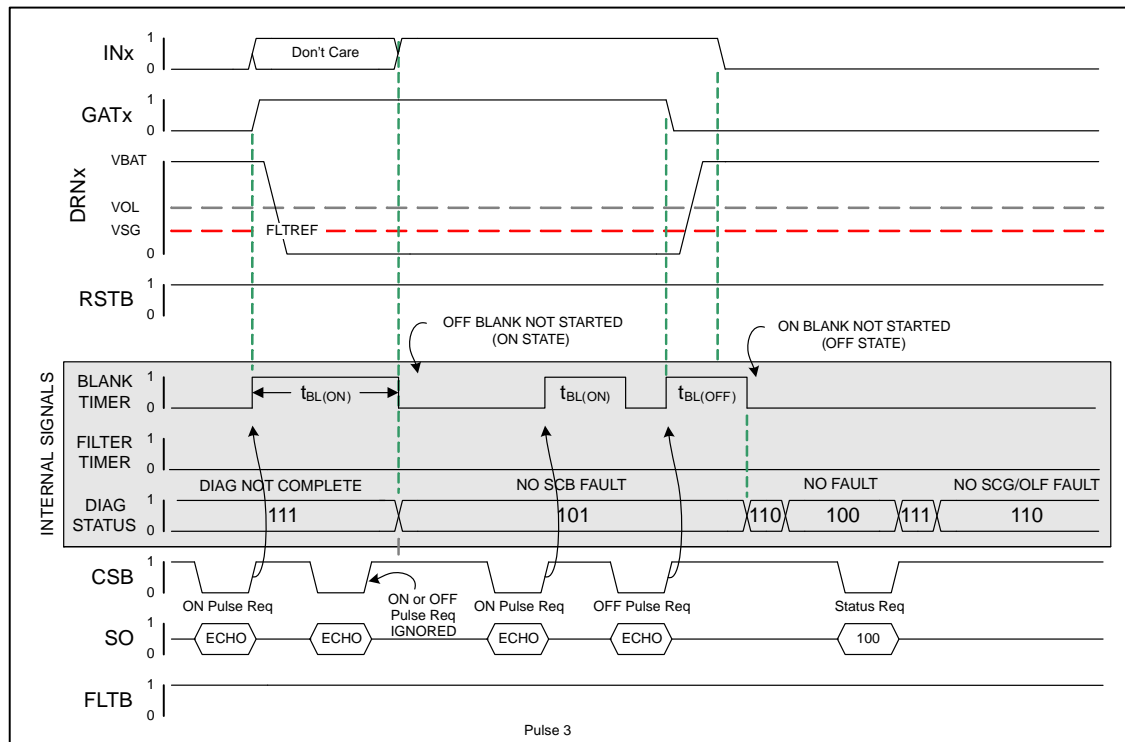 INx
1
0
Don't Care
GATx
1
0
DRNx
VBAT
VOL
VSG
0
FLTREF
RSTB
1
0
OFF BLANK NOT STARTED
(ON STATE)
ON BLANK NOT STARTED
(OFF STATE)
INTERNAL SIGNALS
BLANK
TIMER
1
0
tBL(ON)
tBL(ON)
tBL(OFF)
FILTER
TIMER
1
0
DIAG NOT COMPLETE
NO SCB FAULT
NO FAULT
NO SCG/OLF FAULT
DIAG
STATUS
1
0
111
101
110
100
111
110
CSB
1
0
ON Pulse Req
ON or OFF
Pulse Req
IGNORED
ON Pulse Req
OFF Pulse Req
Status Req
SO
1
0
ECHO
ECHO
ECHO
ECHO
100
FLTB
1
0
Pulse 3